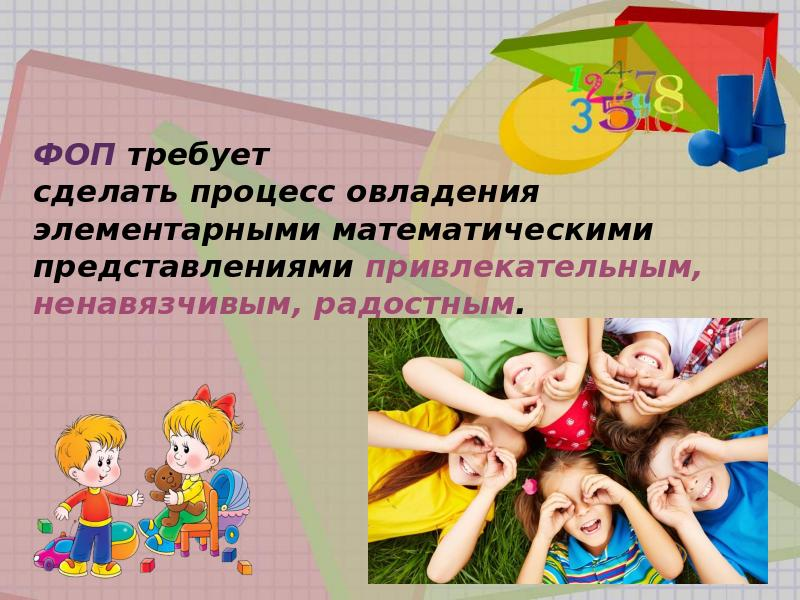 ФОП требует
сделать процесс овладения
элементарными математическими
представлениями привлекательным,
ненавязчивым, радостным.